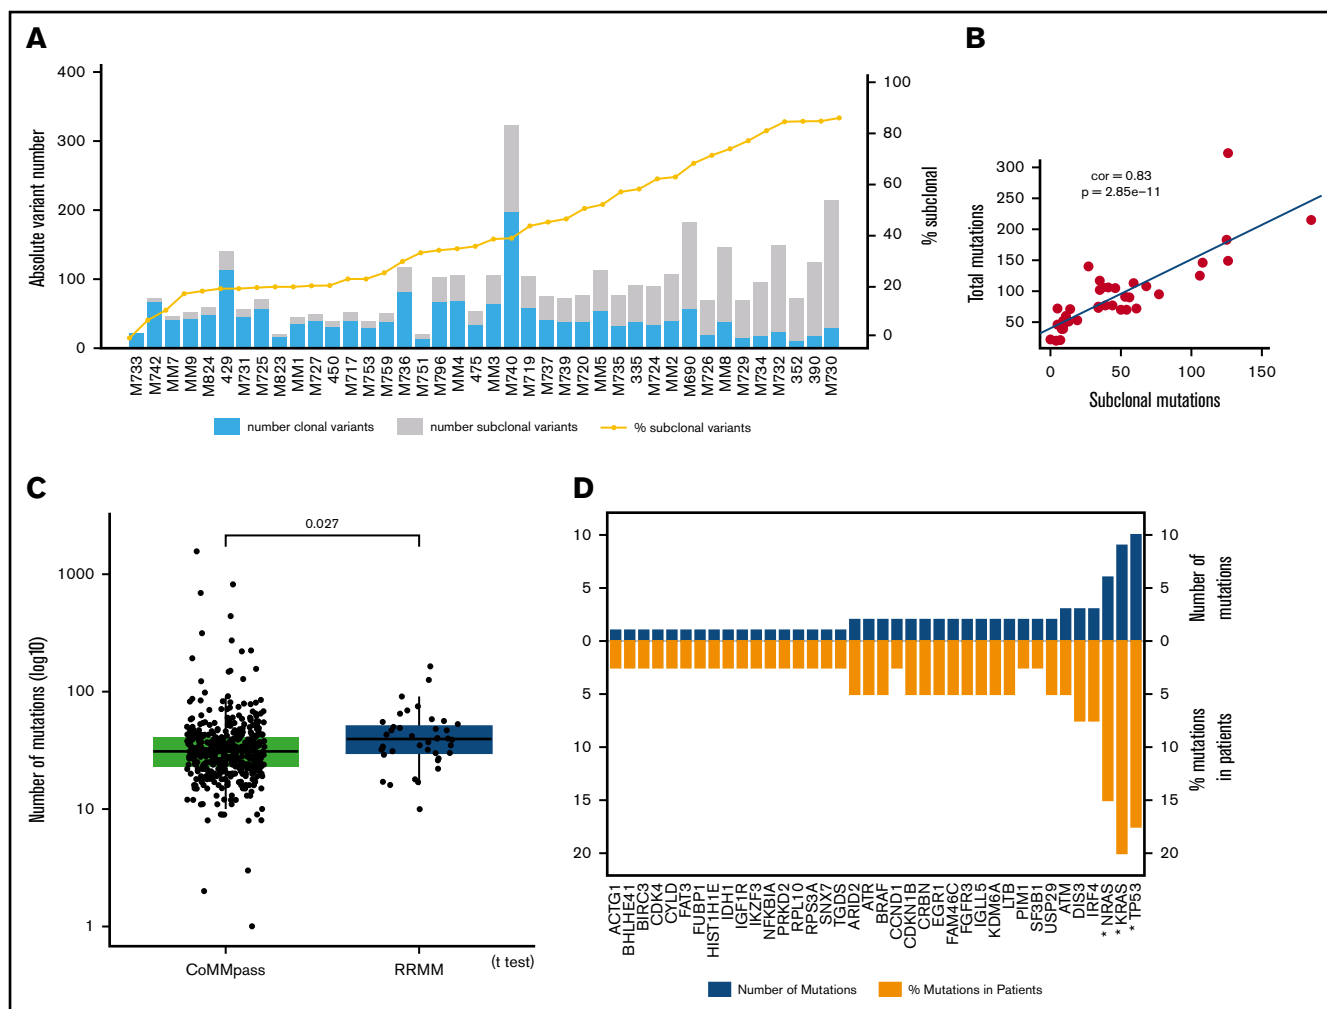 A
Absolute variant number
400
300
200
100
0
100
80
60
40
20
0
% subclonal
M733
M742
MM7
MM9
M824
429
M731
M725
M823
MM1
M727
450
M717
M753
M759
M736
M751
M796
MM4
475
MM3
M740
M719
M737
M739
M720
MM5
M735
335
M724
MM2
M690
M726
MM8
M729
M734
M732
352
390
M730
number clonal variants
number subclonal variants
% subclonal variants
B
Total mutations
300
250
200
150
100
50
cor = 0.83
p = 2.85e–11
0
50
100
150
Subclonal mutations
C
Number of mutations (log10)
1000
100
10
1
0.027
CoMMpass
RRMM
(t test)
D
10
5
0
5
10
15
20
10
5
0
5
10
15
20
Number of
mutations
% mutations
in patients
ACTG1
BHLHE41
BIRC3
CDK4
CYLD
FAT3
FUBP1
HIST1H1E
IDH1
IGF1R
IKZF3
NFKBIA
PRKD2
RPL10
RPS3A
SNX7
TGDS
ARID2
ATR
BRAF
CCND1
CDKN1B
CRBN
EGR1
FAM46C
FGFR3
IGLL5
KDM6A
LTB
PIM1
SF3B1
USP29
ATM
DIS3
IRF4
* NRAS
* KRAS
* TP53
Number of Mutations
% Mutations in Patients